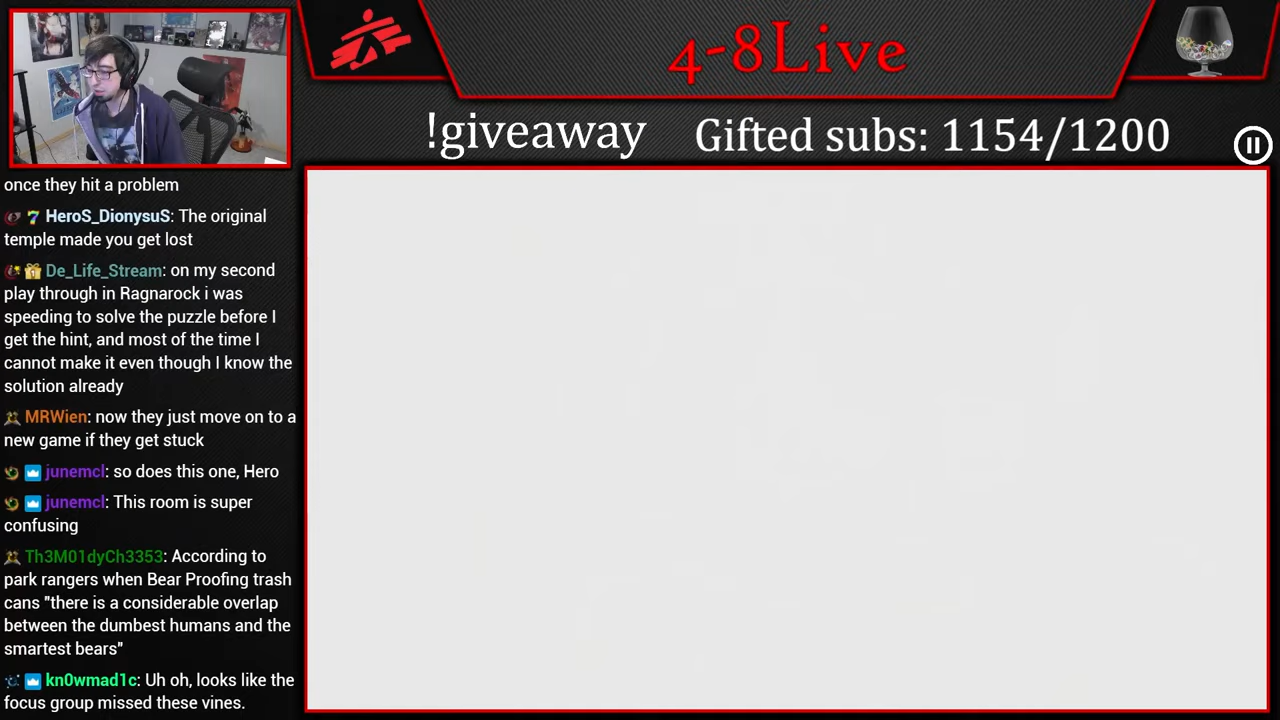 4-8Live
!giveaway Gifted subs: 1154/1200
once they hit a problem
HeroS_DionysuS: The original
temple made you get lost
De_Life_Stream: on my second
play through in Ragnarock i was
speeding to solve the puzzle before I
get the hint, and most of the time I
cannot make it even though I know the
solution already
MRWien: now they just move on to a
new game if they get stuck
junemcl: so does this one, Hero
junemcl: This room is super
confusing
Th3M01dyCh3353: According to
park rangers when Bear Proofing trash
cans "there is a considerable overlap
between the dumbest humans and the
smartest bears"
kn0wmad1c: Uh oh, looks like the
focus group missed these vines.